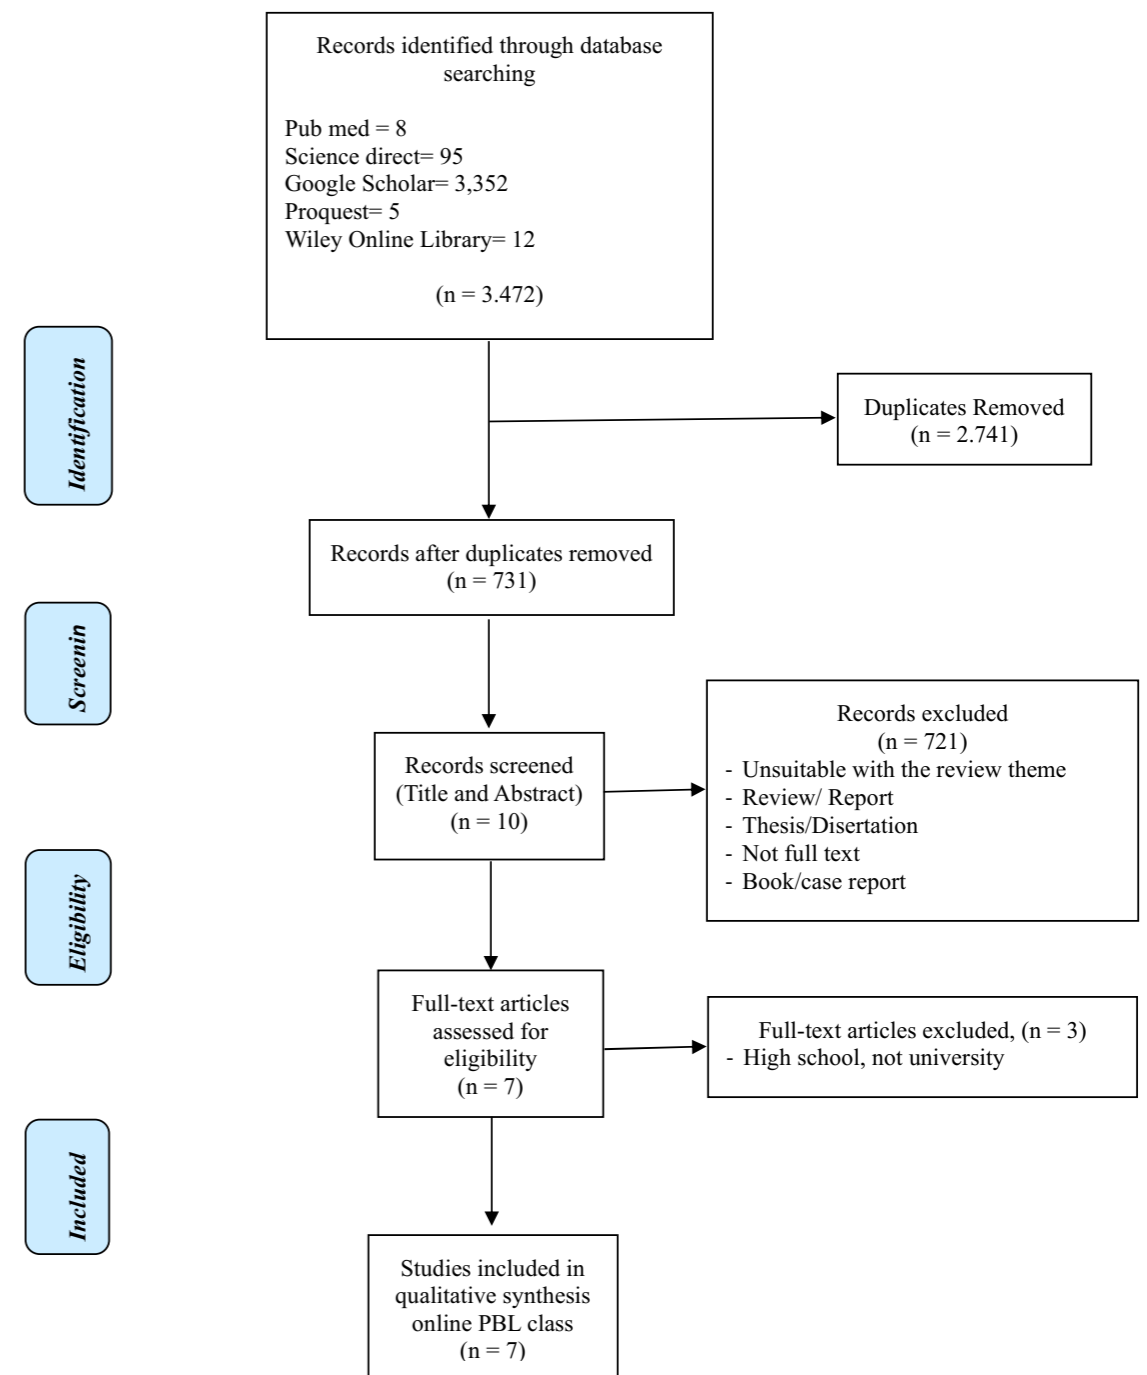 Records identified through database
searching
Pub med = 8
Science direct= 95
Google Scholar= 3,352
Proquest= 5
Wiley Online Library= 12
(n = 3.472)
Identification
Duplicates Removed
(n = 2.741)
Records after duplicates removed
(n = 731)
Screenin
Records screened
(Title and Abstract)
(n = 10)
Records excluded
(n = 721)
- Unsuitable with the review theme
- Review/ Report
- Thesis/Disertation
- Not full text
- Book/case report
Eligibility
Full-text articles
assessed for
eligibility
(n = 7)
Full-text articles excluded, (n = 3)
- High school, not university
Included
Studies included in
qualitative synthesis
online PBL class
(n = 7)